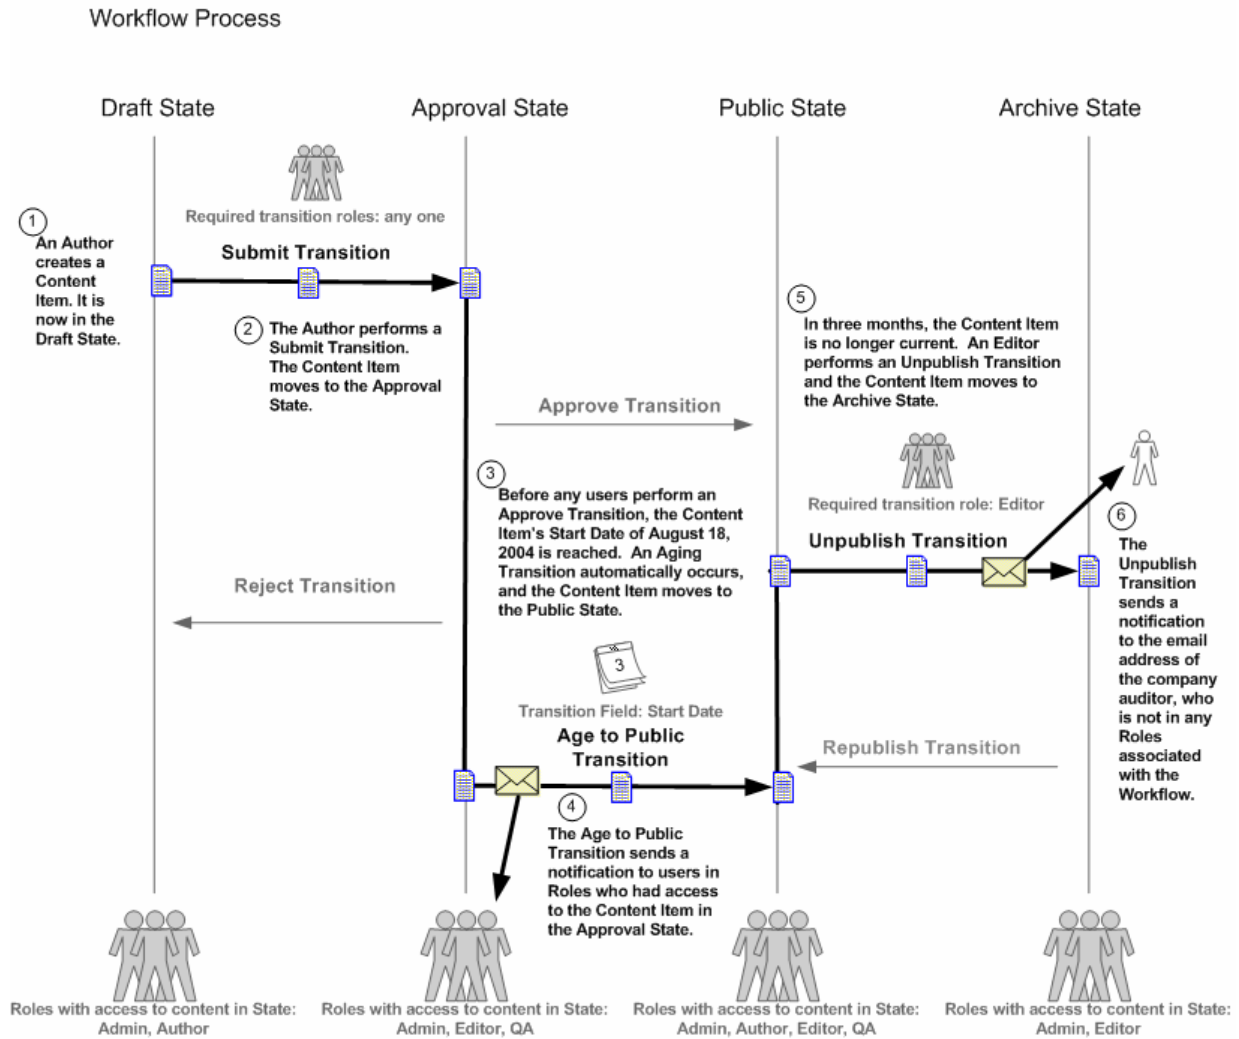 Workflow Process
Draft State
Approval State
Public State
Archive State
Required transition roles: any one
1
An Author
creates a
Content
Item. It is
now in the
Draft State.
Submit Transition
2
The Author performs a
Submit Transition.
The Content Item
moves to the Approval
State.
5
In three months, the Content Item
is no longer current. An Editor
performs an Unpublish Transition
and the Content Item moves to
the Archive State.
Approve Transition
3
Before any users perform an
Approve Transition, the Content
Item's Start Date of August 18,
2004 is reached. An Aging
Transition automatically occurs,
and the Content Item moves to
the Public State.
Required transition role: Editor
Unpublish Transition
6
The
Unpublish
Transition
sends a
notification
to the email
address of
the company
auditor, who
is not in any
Roles
associated
with the
Workflow.
Reject Transition
3
Transition Field: Start Date
Age to Public
Transition
Republish Transition
4
The Age to Public
Transition sends a
notification to users in
Roles who had access
to the Content Item in
the Approval State.
Roles with access to content in State:
Admin, Author
Roles with access to content in State:
Admin, Editor, QA
Roles with access to content in State:
Admin, Author, Editor, QA
Roles with access to content in State:
Admin, Editor